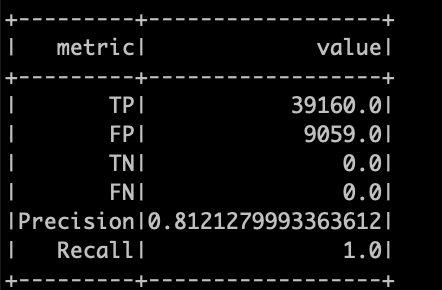 +---------+------------------+
|   metric|             value|
+---------+------------------+
|       TP|           39160.0|
|       FP|            9059.0|
|       TN|               0.0|
|       FN|               0.0|
|Precision|0.8121279993363612|
|   Recall|               1.0|
+---------+------------------+